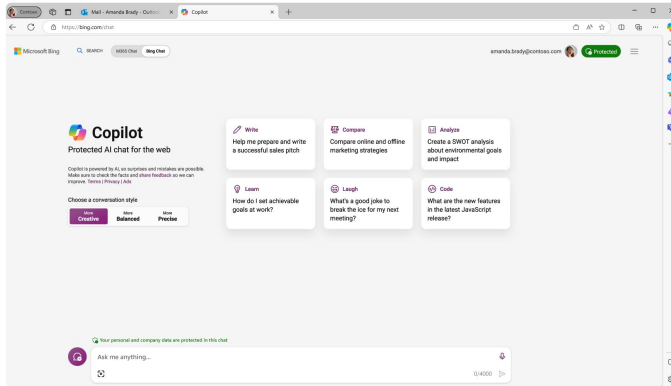 Contoso
Mail - Amanda Brady - Outlook
Copilot
https://bing.com/chat
Microsoft Bing
SEARCH
M365 Chat
Bing Chat
amanda.brady@contoso.com
Protected
Copilot
Protected AI chat for the web
Copilot is powered by AI, so surprises and mistakes are possible.
Make sure to check the facts and share feedback so we can
improve. Terms | Privacy | Ads
Choose a conversation style
More
Creative
More
Balanced
More
Precise
Write
Help me prepare and write
a successful sales pitch
Compare
Compare online and offline
marketing strategies
Analyze
Create a SWOT analysis
about environmental goals
and impact
Learn
How do I set achievable
goals at work?
Laugh
What's a good joke to
break the ice for my next
meeting?
Code
What are the new features
in the latest JavaScript
release?
Your personal and company data are protected in this chat
Ask me anything...
0/4000